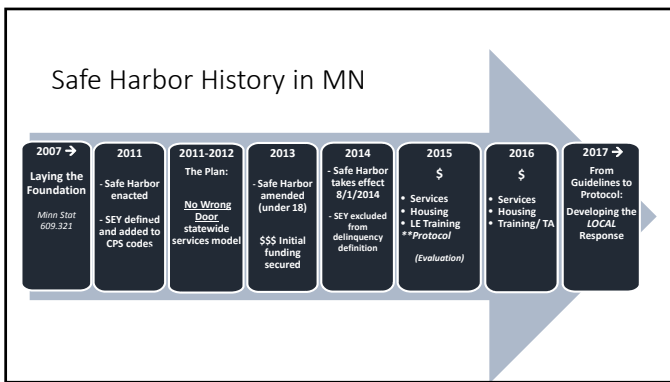 Safe Harbor History in MN
2007 →
Laying the
Foundation
Minn Stat
609.321
2011
- Safe Harbor
enacted
- SEY defined
and added to
CPS codes
2011-2012
The Plan:
No Wrong
Door
statewide
services model
2013
- Safe Harbor
amended
(under 18)
$$$ Initial
funding
secured
2014
- Safe Harbor
takes effect
8/1/2014
- SEY excluded
from
delinquency
definition
2015
$
• Services
• Housing
• LE Training
**Protocol
(Evaluation)
2016
$
• Services
• Housing
• Training/ TA
2017 →
From
Guidelines to
Protocol:
Developing the
LOCAL
Response